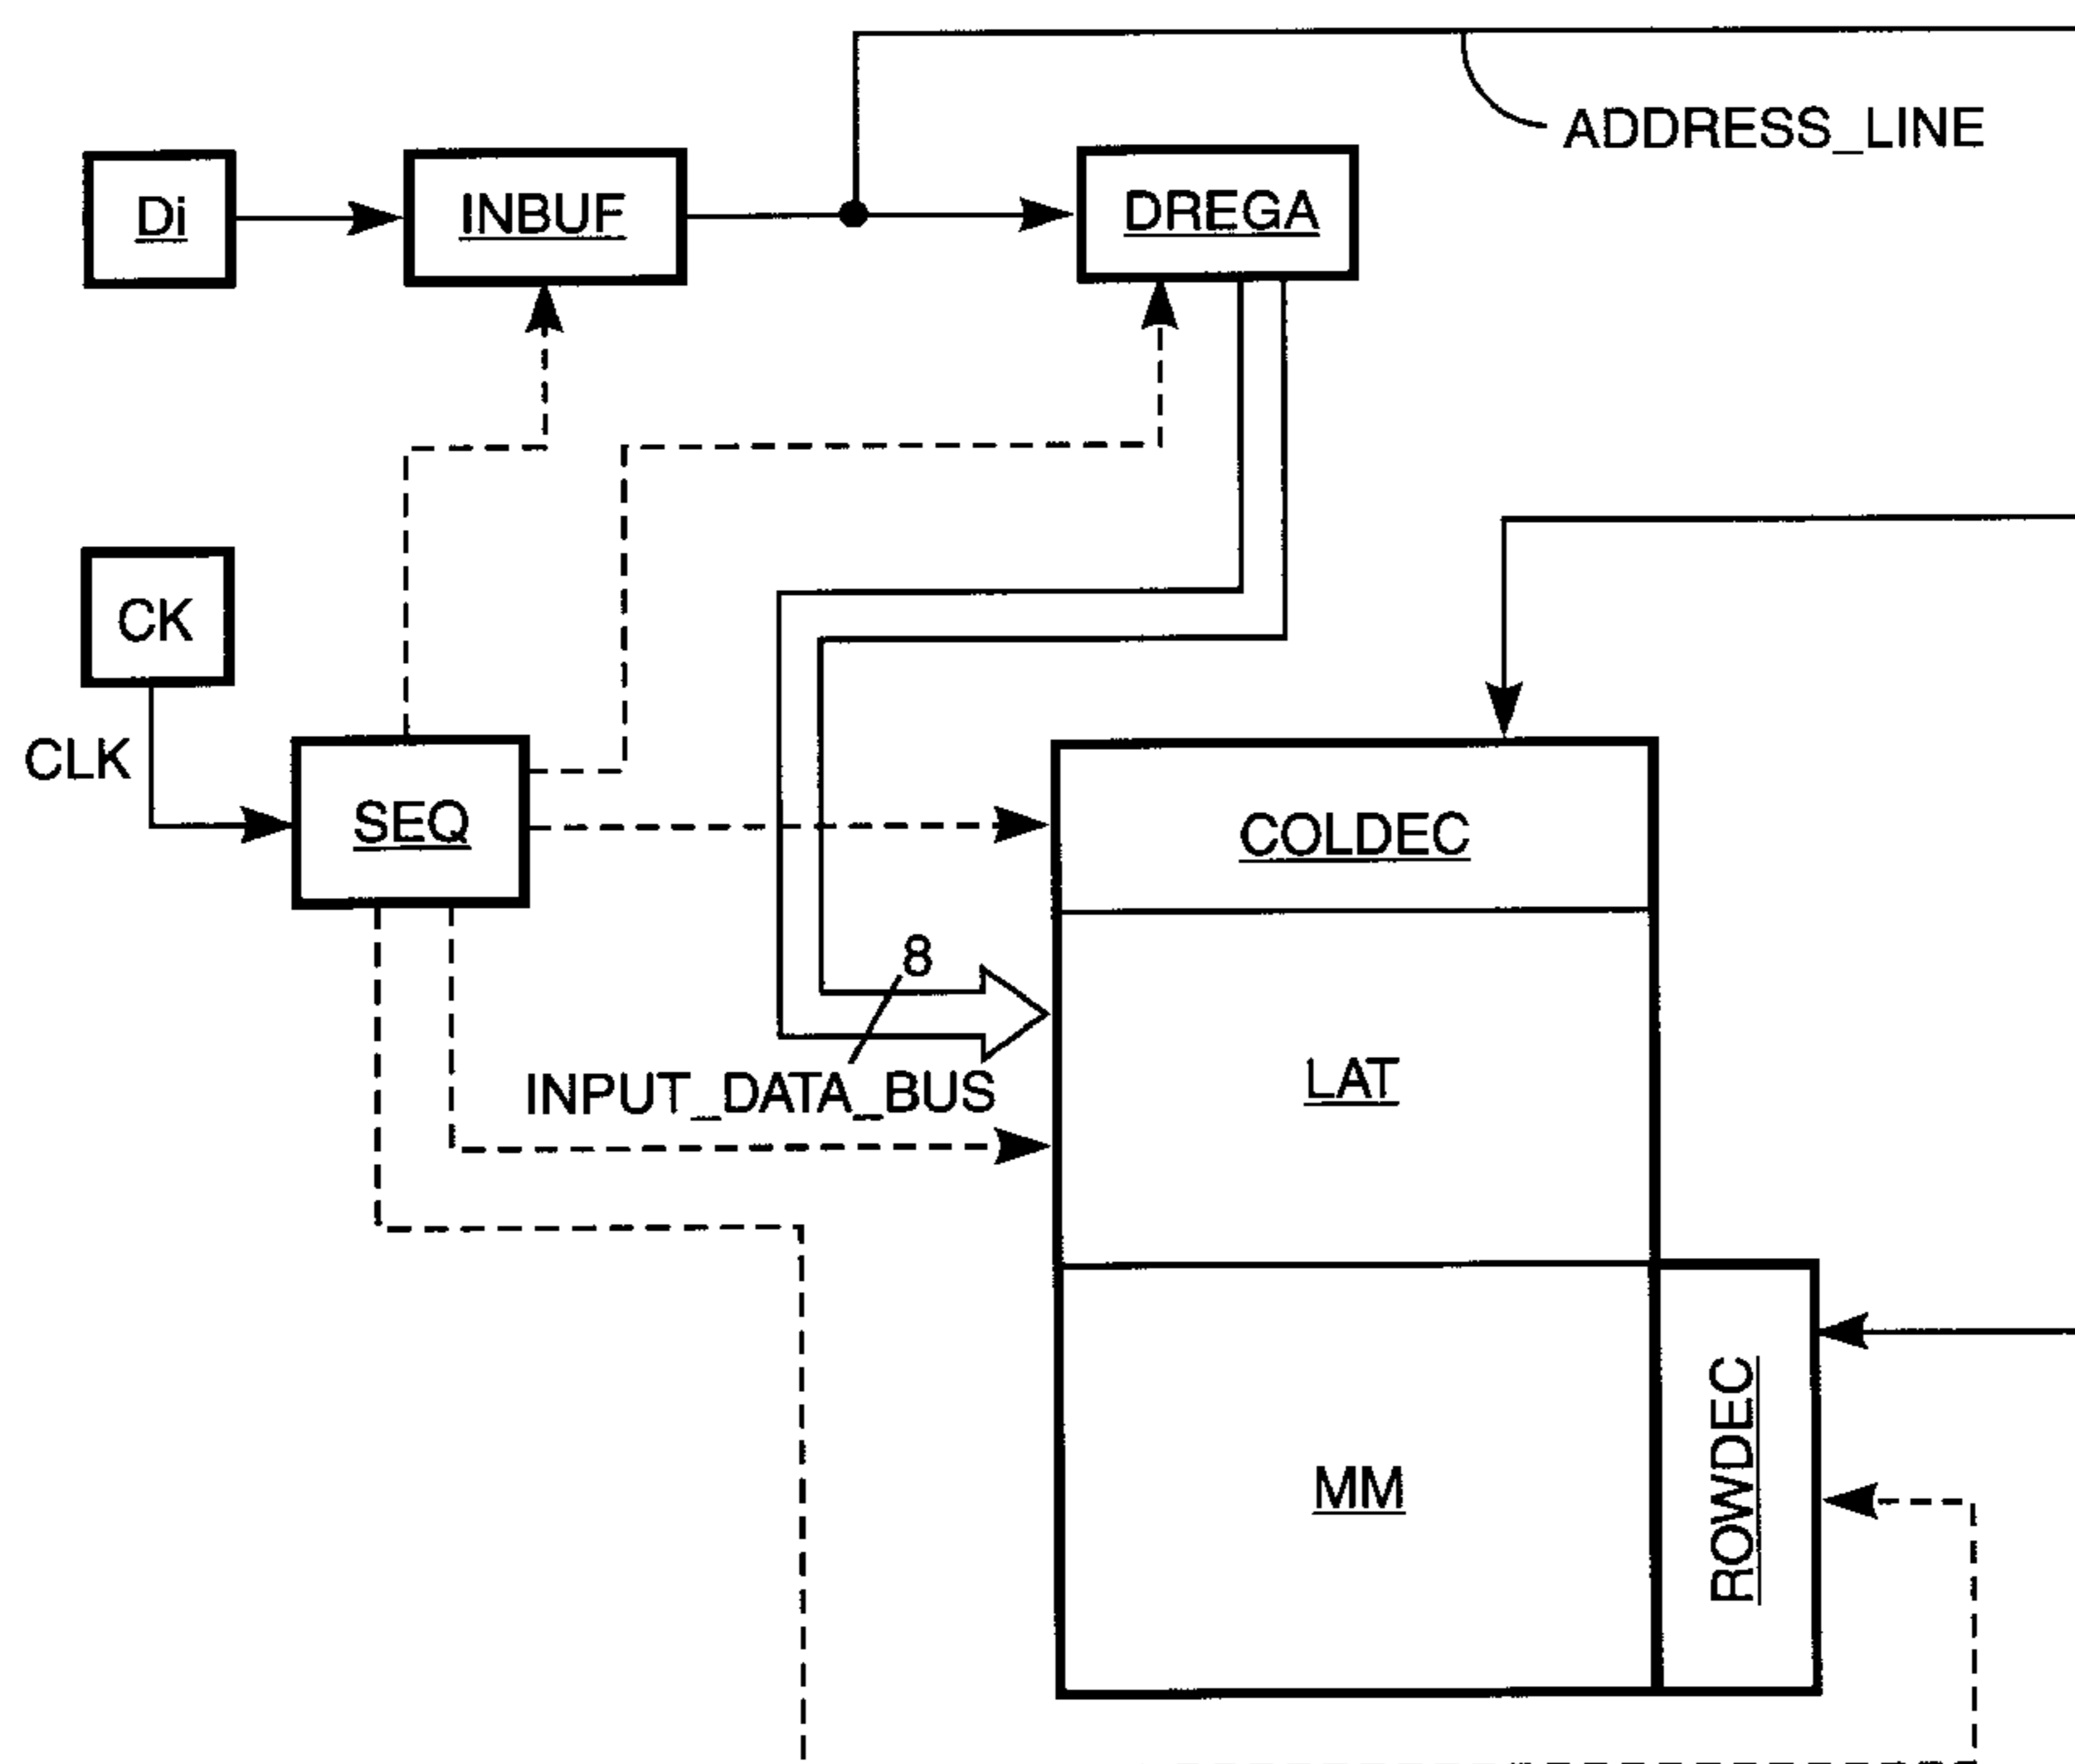 ADDRESS_LINE
Di
INBUF
DREGA
CK
CLK
SEQ
COLDEC
8
LAT
INPUT_DATA_BUS
MM
ROWDEC